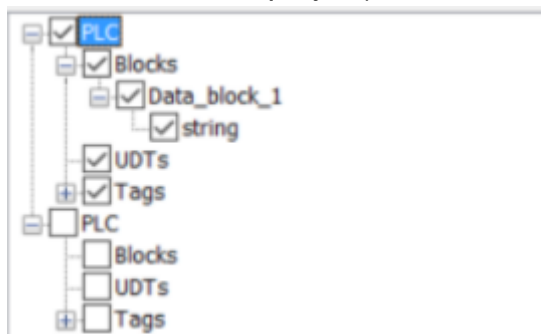 PLC
Blocks
Data_block_1
string
UDTs
Tags
PLC
Blocks
UDTs
Tags